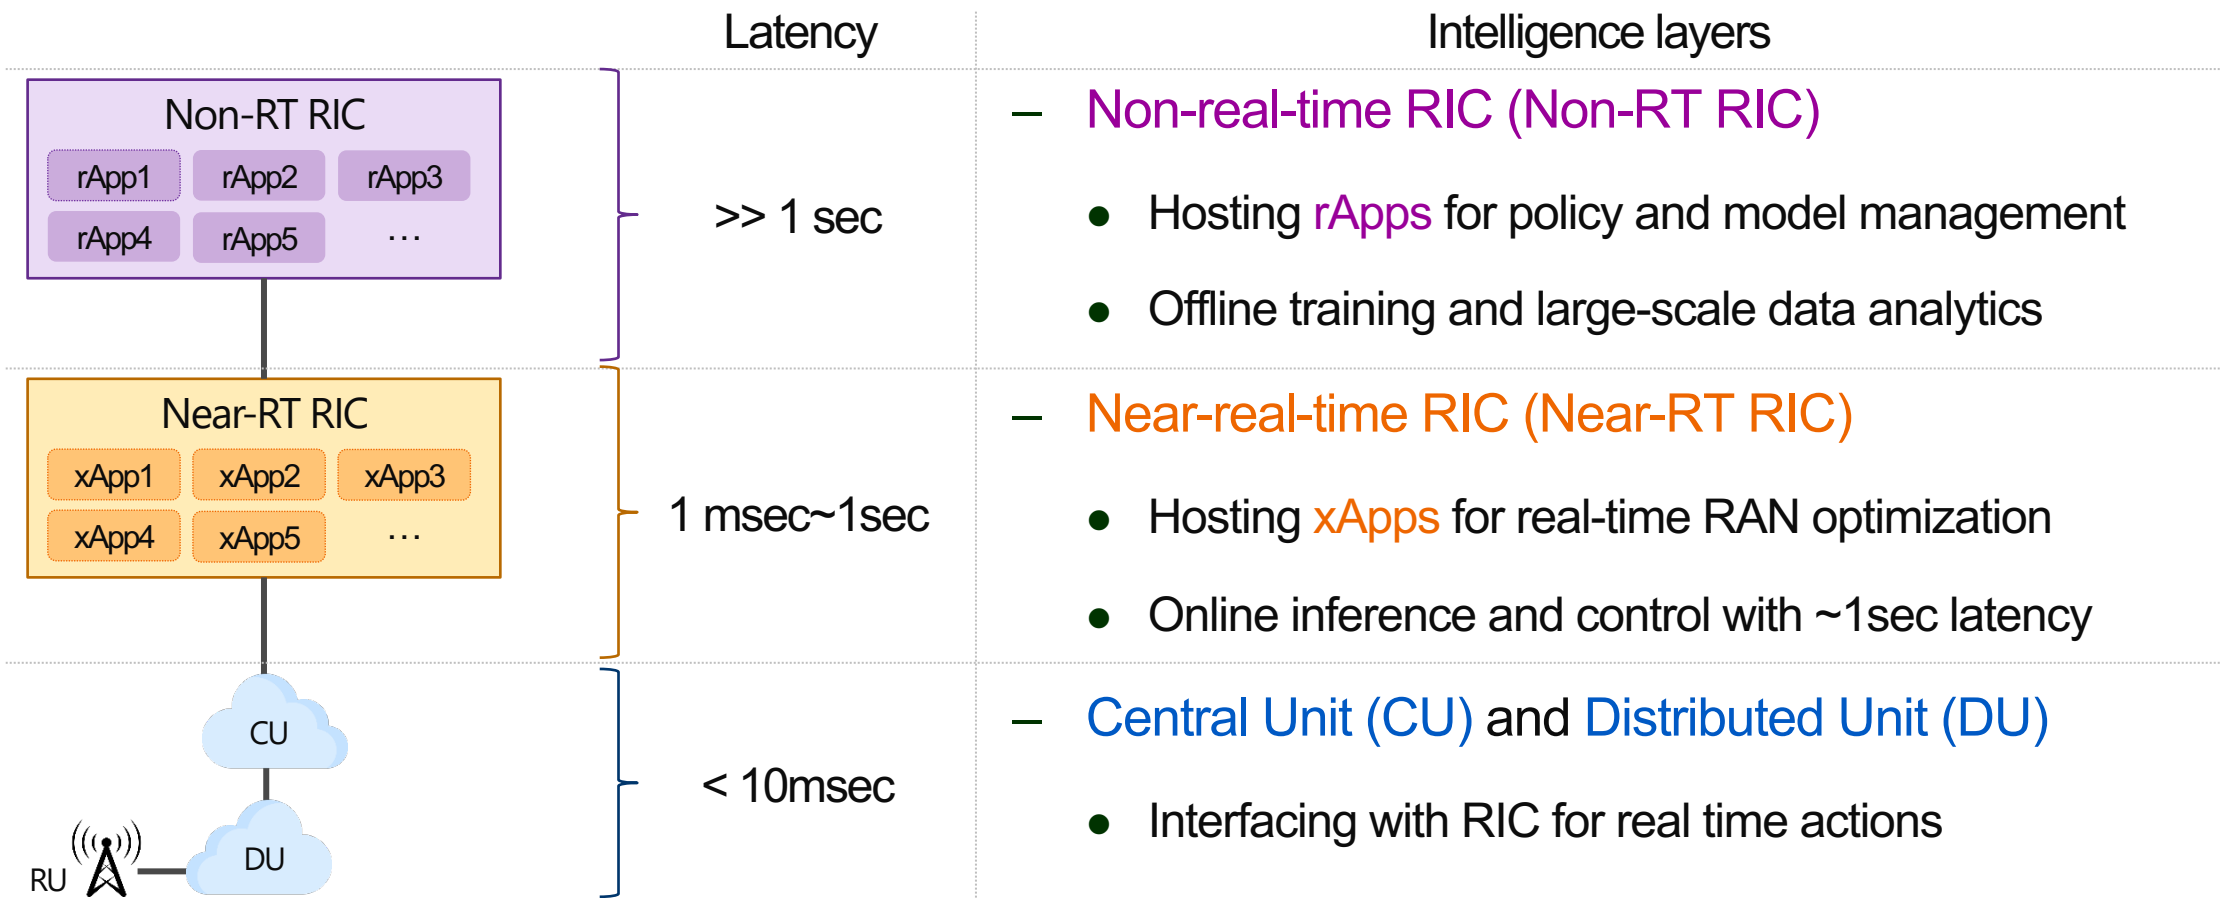 Latency
Intelligence layers
Non-RT RIC
rApp1 rApp2 rApp3
rApp4 rApp5 ...
>> 1 sec
– Non-real-time RIC (Non-RT RIC)
● Hosting rApps for policy and model management
● Offline training and large-scale data analytics
Near-RT RIC
xApp1 xApp2 xApp3
xApp4 xApp5 ...
1 msec~1sec
– Near-real-time RIC (Near-RT RIC)
● Hosting xApps for real-time RAN optimization
● Online inference and control with ~1sec latency
CU
DU
RU
< 10msec
– Central Unit (CU) and Distributed Unit (DU)
● Interfacing with RIC for real time actions